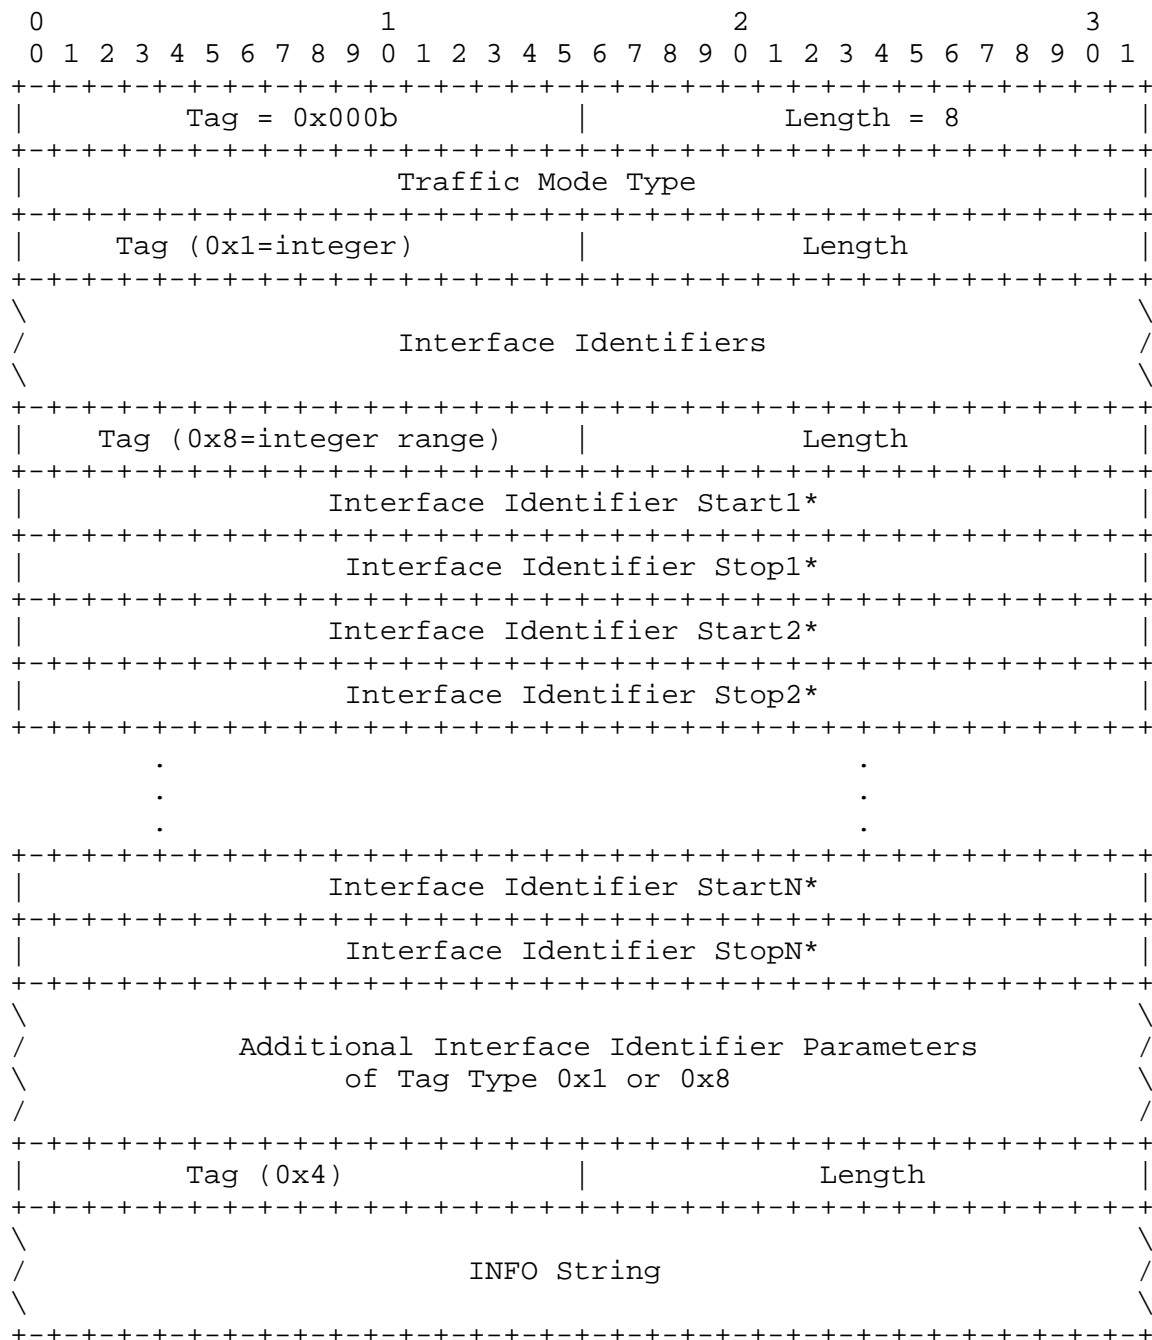 0                   1                   2                   3
 0 1 2 3 4 5 6 7 8 9 0 1 2 3 4 5 6 7 8 9 0 1 2 3 4 5 6 7 8 9 0 1
+-+-+-+-+-+-+-+-+-+-+-+-+-+-+-+-+-+-+-+-+-+-+-+-+-+-+-+-+-+-+-+-+
|         Tag = 0x000b          |           Length = 8          |
+-+-+-+-+-+-+-+-+-+-+-+-+-+-+-+-+-+-+-+-+-+-+-+-+-+-+-+-+-+-+-+-+
|                     Traffic Mode Type                         |
+-+-+-+-+-+-+-+-+-+-+-+-+-+-+-+-+-+-+-+-+-+-+-+-+-+-+-+-+-+-+-+-+
|     Tag (0x1=integer)         |            Length             |
+-+-+-+-+-+-+-+-+-+-+-+-+-+-+-+-+-+-+-+-+-+-+-+-+-+-+-+-+-+-+-+-+
\                                                               \
/                     Interface Identifiers                     /
\                                                               \
+-+-+-+-+-+-+-+-+-+-+-+-+-+-+-+-+-+-+-+-+-+-+-+-+-+-+-+-+-+-+-+-+
|    Tag (0x8=integer range)    |            Length             |
+-+-+-+-+-+-+-+-+-+-+-+-+-+-+-+-+-+-+-+-+-+-+-+-+-+-+-+-+-+-+-+-+
|                 Interface Identifier Start1*                  |
+-+-+-+-+-+-+-+-+-+-+-+-+-+-+-+-+-+-+-+-+-+-+-+-+-+-+-+-+-+-+-+-+
|                  Interface Identifier Stop1*                  |
+-+-+-+-+-+-+-+-+-+-+-+-+-+-+-+-+-+-+-+-+-+-+-+-+-+-+-+-+-+-+-+-+
|                 Interface Identifier Start2*                  |
+-+-+-+-+-+-+-+-+-+-+-+-+-+-+-+-+-+-+-+-+-+-+-+-+-+-+-+-+-+-+-+-+
|                  Interface Identifier Stop2*                  |
+-+-+-+-+-+-+-+-+-+-+-+-+-+-+-+-+-+-+-+-+-+-+-+-+-+-+-+-+-+-+-+-+
        .                                       .
        .                                       .
        .                                       .
+-+-+-+-+-+-+-+-+-+-+-+-+-+-+-+-+-+-+-+-+-+-+-+-+-+-+-+-+-+-+-+-+
|                 Interface Identifier StartN*                  |
+-+-+-+-+-+-+-+-+-+-+-+-+-+-+-+-+-+-+-+-+-+-+-+-+-+-+-+-+-+-+-+-+
|                  Interface Identifier StopN*                  |
+-+-+-+-+-+-+-+-+-+-+-+-+-+-+-+-+-+-+-+-+-+-+-+-+-+-+-+-+-+-+-+-+
\                                                               \
/            Additional Interface Identifier Parameters         /
\                  of Tag Type 0x1 or 0x8                       \
/                                                               /
+-+-+-+-+-+-+-+-+-+-+-+-+-+-+-+-+-+-+-+-+-+-+-+-+-+-+-+-+-+-+-+-+
|         Tag (0x4)             |             Length            |
+-+-+-+-+-+-+-+-+-+-+-+-+-+-+-+-+-+-+-+-+-+-+-+-+-+-+-+-+-+-+-+-+
\                                                               \
/                         INFO String                           /
\                                                               \
+-+-+-+-+-+-+-+-+-+-+-+-+-+-+-+-+-+-+-+-+-+-+-+-+-+-+-+-+-+-+-+-+